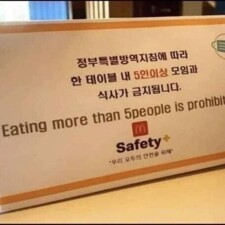 정부특별방역지침에 따라
한 테이블 내 5인이상 모임과
식사가 금지됩니다.
Eating more than 5people is prohibit
Safety+
"우리 모두의 안전을 위해"